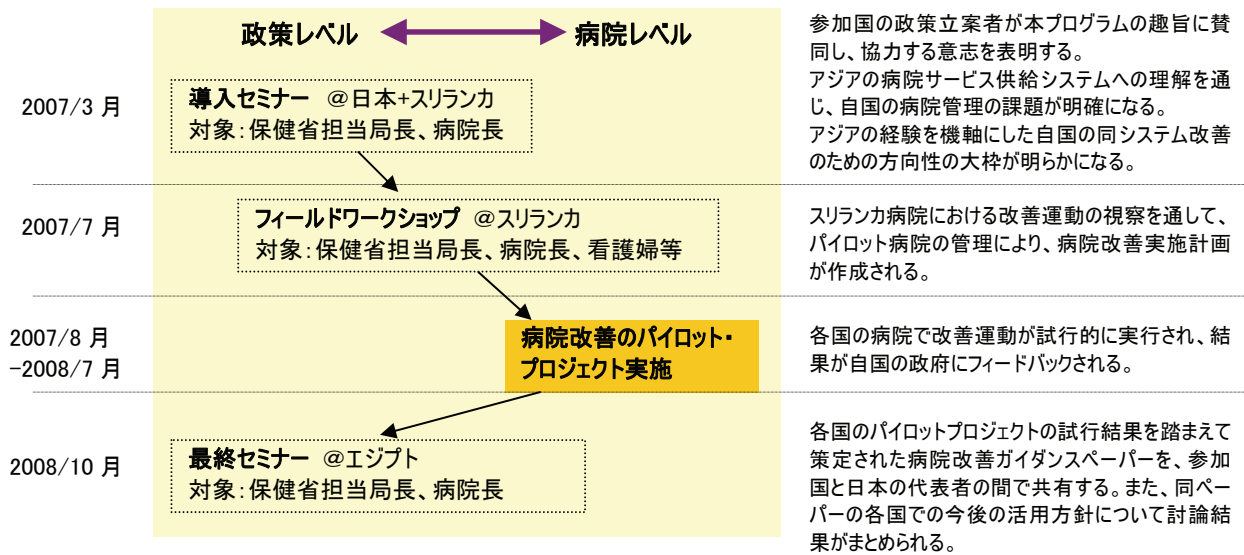 政策レベル 病院レベル
参加国の政策立案者が本プログラムの趣旨に賛
同し、協力する意志を表明する。
アジアの病院サービス供給システムへの理解を通
じ、自国の病院管理の課題が明確になる。
アジアの経験を機軸にした自国の同システム改善
のための方向性の大枠が明らかになる。
2007/3 月
導入セミナー @日本+スリランカ
対象:保健省担当局長、病院長
2007/7 月
フィールドワークショップ @スリランカ
対象:保健省担当局長、病院長、看護婦等
スリランカ病院における改善運動の視察を通して、
パイロット病院の管理により、病院改善実施計画
が作成される。
2007/8 月
-2008/7 月
病院改善のパイロット・
プロジェクト実施
各国の病院で改善運動が試行的に実行され、結
果が自国の政府にフィードバックされる。
2008/10 月
最終セミナー @エジプト
対象:保健省担当局長、病院長
各国のパイロットプロジェクトの試行結果を踏まえて
策定された病院改善ガイダンスペーパーを、参加
国と日本の代表者の間で共有する。また、同ペー
パーの各国での今後の活用方針について討論結
果がまとめられる。